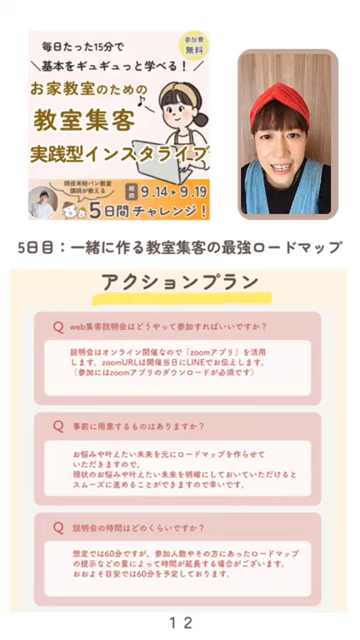 毎日たった15分で
参加費
無料
＼基本をギュギュっと学べる！／
お家教室のための
教室集客
実践型インスタライブ
現役米粉パン教室
講師が教える
期間
9.14▸9.19
5日間チャレンジ！
5日目：一緒に作る教室集客の最強ロードマップ
アクションプラン
Q web集客説明会はどうやって参加すればいいですか？
説明会はオンライン開催なので「zoomアプリ」を活用
します。zoomURLは開催当日にLINEでお伝えします。
（参加にはzoomアプリのダウンロードが必須です）
Q 事前に用意するものはありますか？
お悩みや叶えたい未来を元にロードマップを作らせて
いただきますので、
現状のお悩みや叶えたい未来を明確にしておいていただけると
スムーズに進めることができますので幸いです。
Q 説明会の時間はどのくらいですか？
想定では60分ですが、参加人数やその方にあったロードマップ
の提示などの量によって時間が延長する場合がございます。
おおよそ目安では60分を予定しております。
12